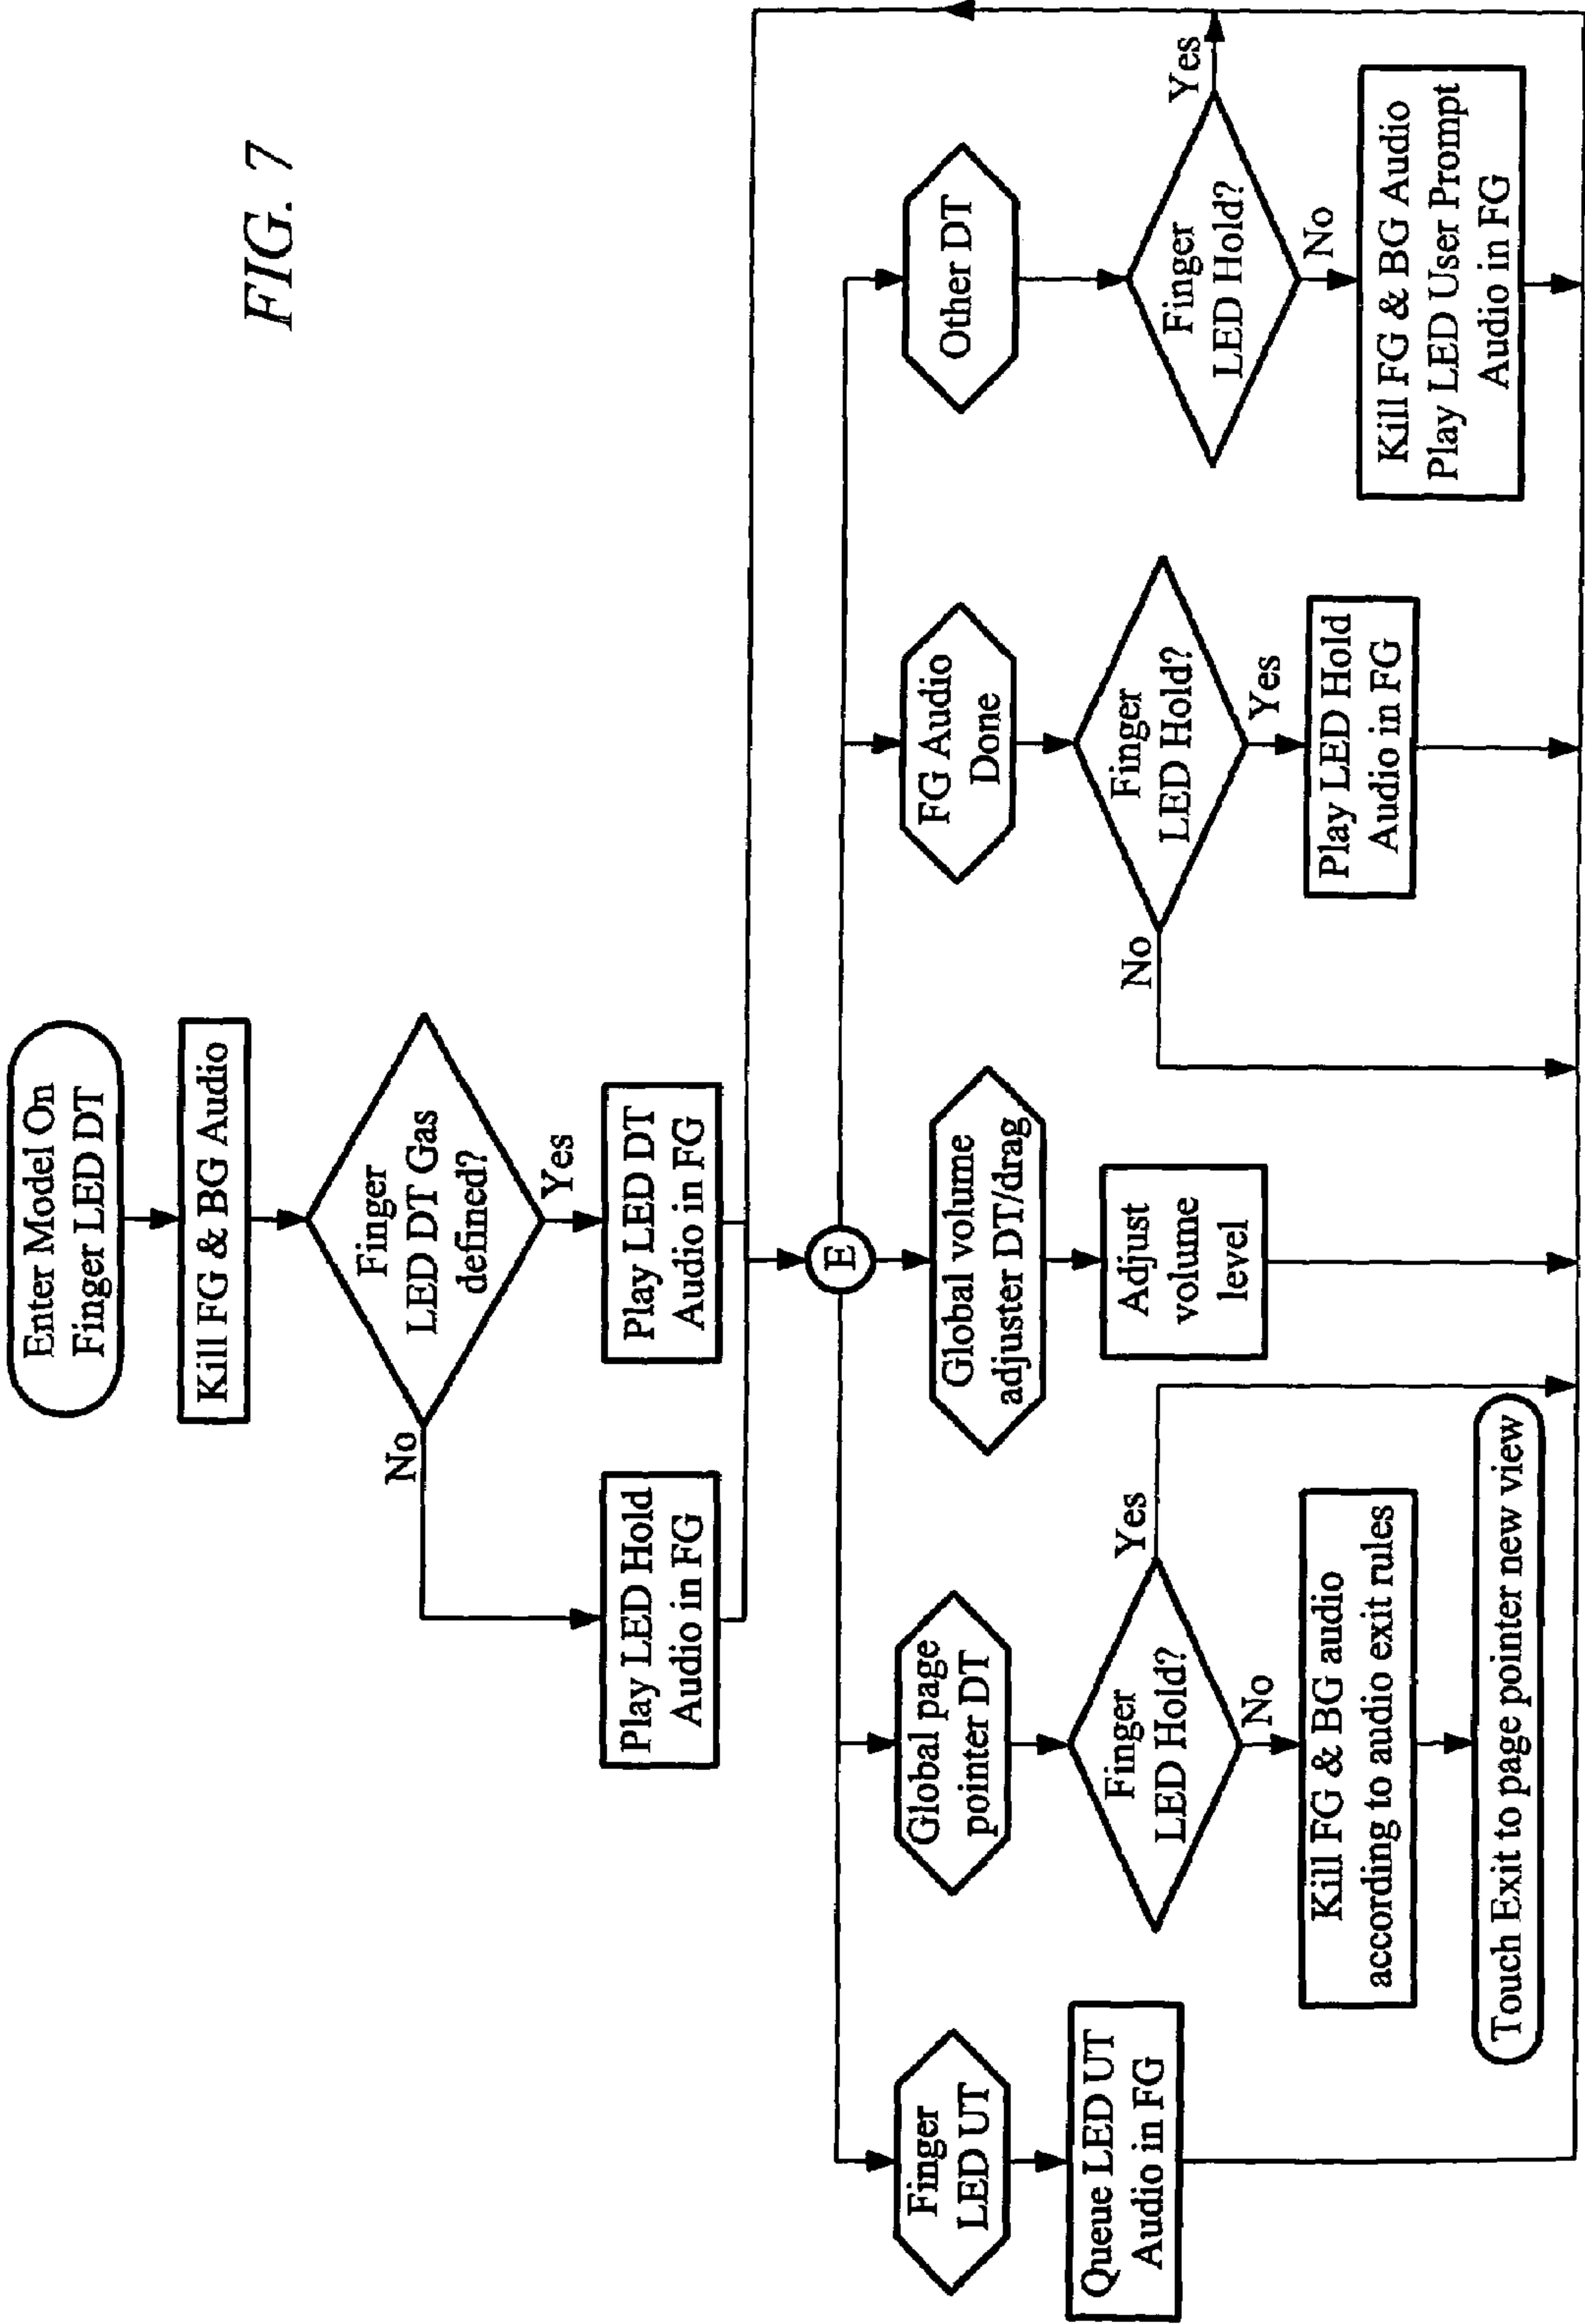 FIG. 7
Enter Model On
Finger LED DT
Kill FG & BG Audio
Finger
LED DT Gas
defined?
No
Yes
Play LED Hold
Audio in FG
Play LED DT
Audio in FG
E
Finger
LED UT
Queue LED UT
Audio in FG
Global page
pointer DT
Finger
LED Hold?
Yes
No
Kill FG & BG audio
according to audio exit rules
Touch Exit to page pointer new view
Global volume
adjuster DT/drag
Adjust
volume
level
FG Audio
Done
Finger
LED Hold?
No
Yes
Play LED Hold
Audio in FG
Other DT
Finger
LED Hold?
Yes
No
Kill FG & BG Audio
Play LED User Prompt
Audio in FG